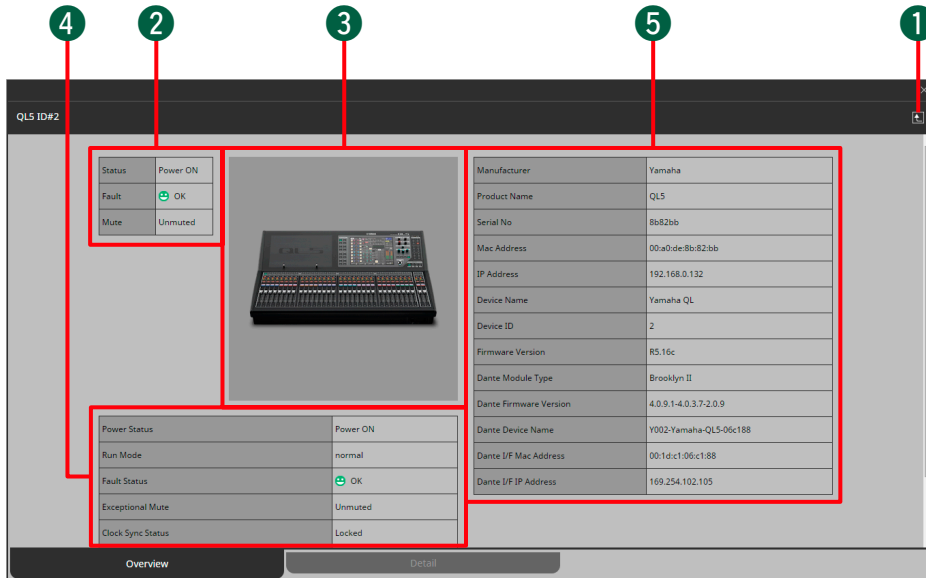 4 2 3 5 1
QL5 ID#2
Status Power ON
Fault OK
Mute Unmuted
Manufacturer Yamaha
Product Name QL5
Serial No 8b82bb
Mac Address 00:a0:de:8b:82:bb
IP Address 192.168.0.132
Device Name Yamaha QL
Device ID 2
Firmware Version R5.16c
Dante Module Type Brooklyn II
Dante Firmware Version 4.0.9.1-4.0.3.7-2.0.9
Dante Device Name Y002-Yamaha-QL5-06c188
Dante I/F Mac Address 00:1d:c1:06:c1:88
Dante I/F IP Address 169.254.102.105
Power Status Power ON
Run Mode normal
Fault Status OK
Exceptional Mute Unmuted
Clock Sync Status Locked
Overview Detail